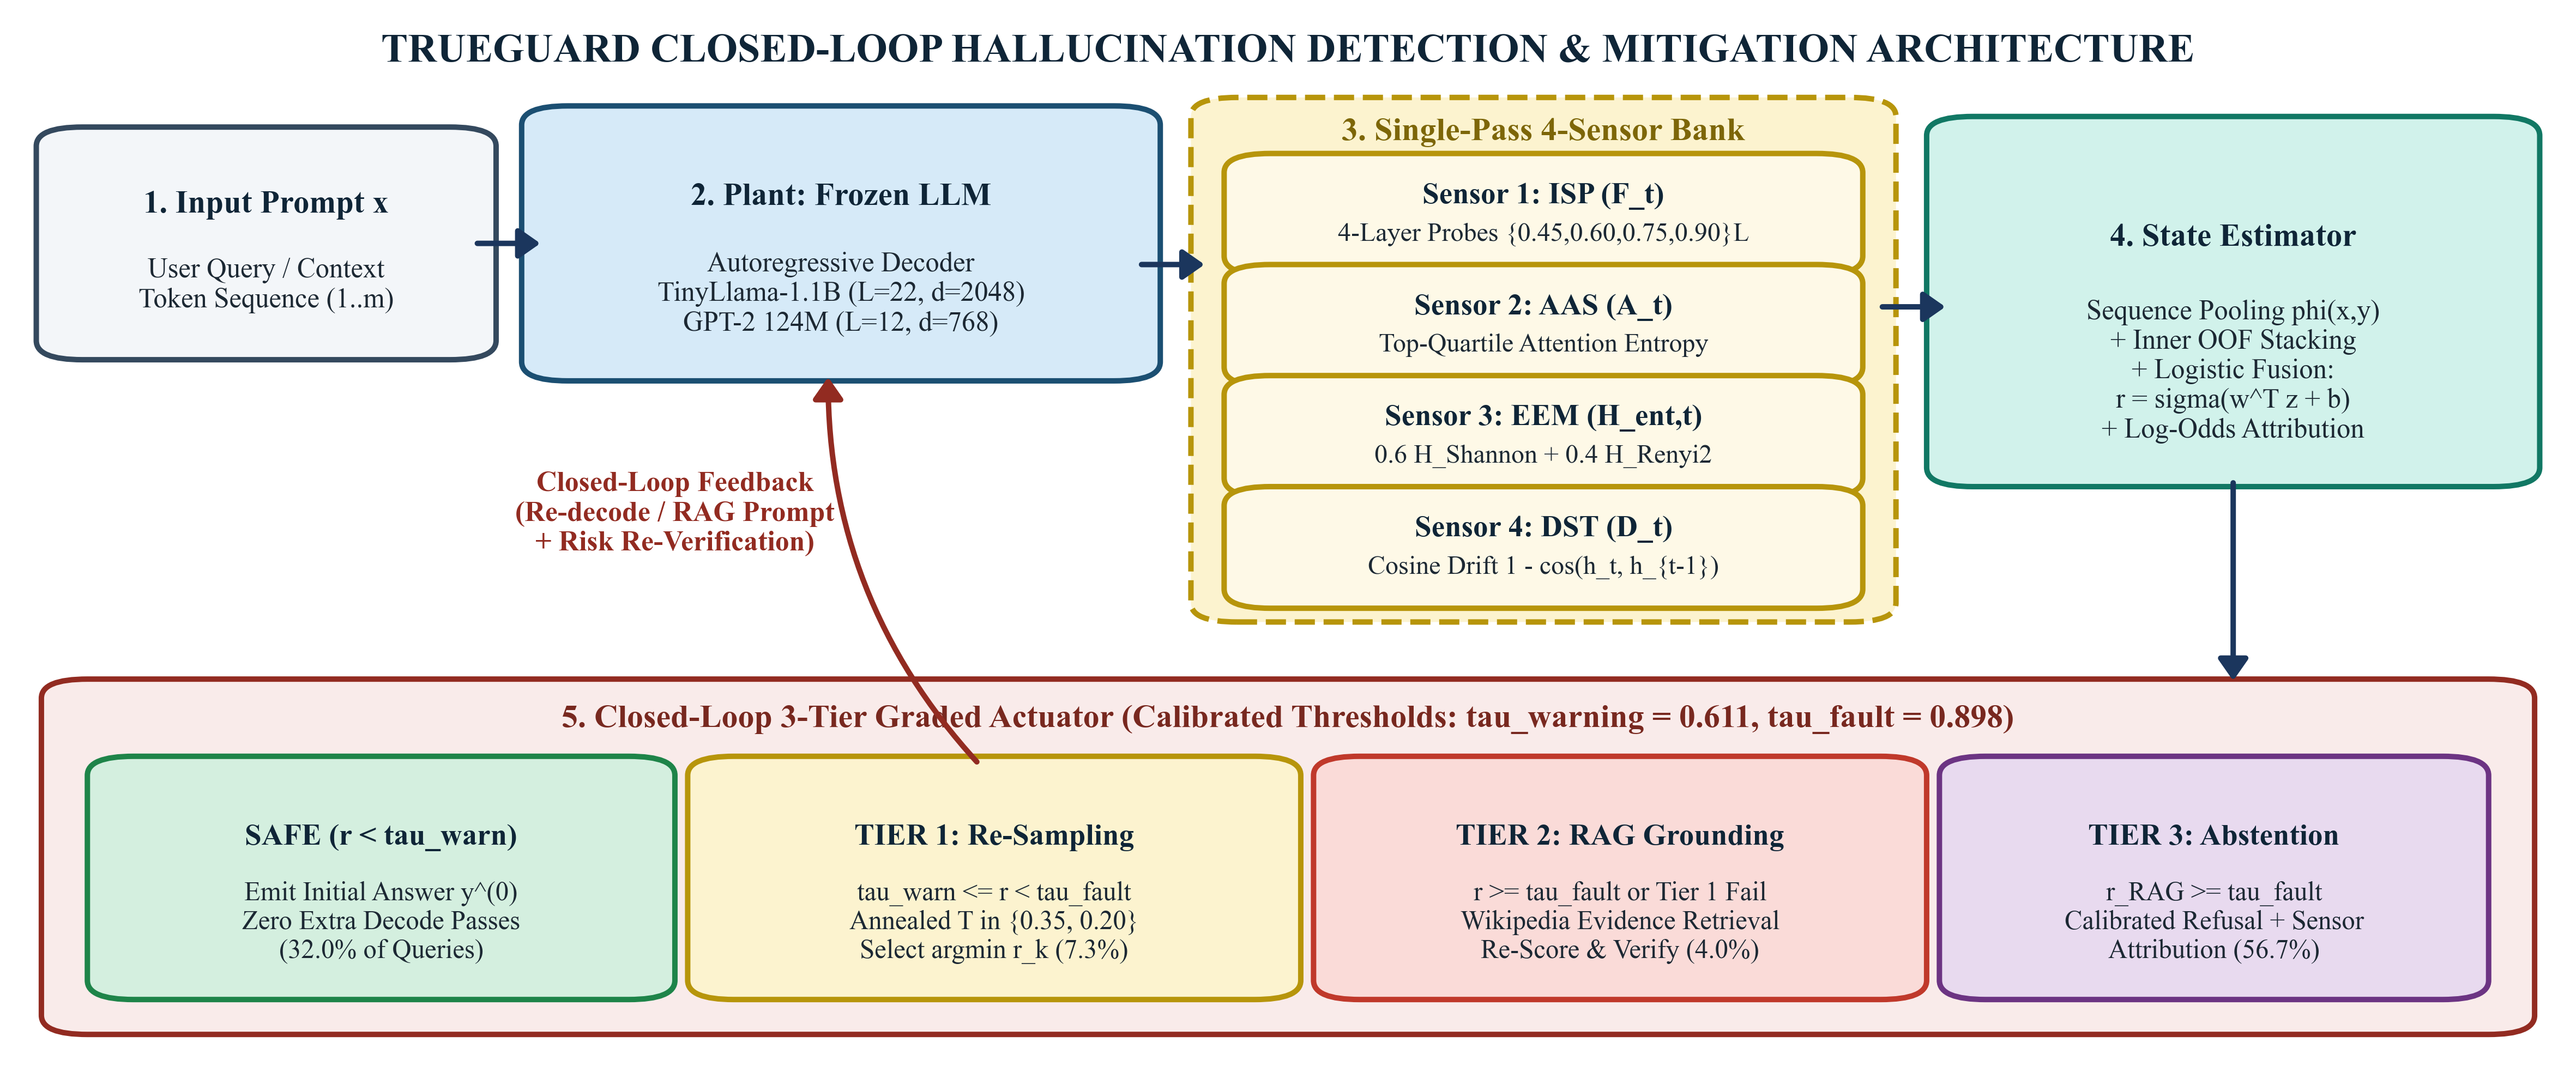 TRUEGUARD CLOSED-LOOP HALLUCINATION DETECTION & MITIGATION ARCHITECTURE
1. Input Prompt x
User Query / Context
Token Sequence (1..m)
2. Plant: Frozen LLM
Autoregressive Decoder
TinyLlama-1.1B (L=22, d=2048)
GPT-2 124M (L=12, d=768)
3. Single-Pass 4-Sensor Bank
Sensor 1: ISP (F_t)
4-Layer Probes {0.45,0.60,0.75,0.90}L
Sensor 2: AAS (A_t)
Top-Quartile Attention Entropy
Sensor 3: EEM (H_ent,t)
0.6 H_Shannon + 0.4 H_Renyi2
Sensor 4: DST (D_t)
Cosine Drift 1 - cos(h_t, h_{t-1})
4. State Estimator
Sequence Pooling phi(x,y)
+ Inner OOF Stacking
+ Logistic Fusion:
r = sigma(w^T z + b)
+ Log-Odds Attribution
Closed-Loop Feedback
(Re-decode / RAG Prompt
+ Risk Re-Verification)
5. Closed-Loop 3-Tier Graded Actuator (Calibrated Thresholds: tau_warning = 0.611, tau_fault = 0.898)
SAFE (r < tau_warn)
Emit Initial Answer y^(0)
Zero Extra Decode Passes
(32.0% of Queries)
TIER 1: Re-Sampling
tau_warn <= r < tau_fault
Annealed T in {0.35, 0.20}
Select argmin r_k (7.3%)
TIER 2: RAG Grounding
r >= tau_fault or Tier 1 Fail
Wikipedia Evidence Retrieval
Re-Score & Verify (4.0%)
TIER 3: Abstention
r_RAG >= tau_fault
Calibrated Refusal + Sensor
Attribution (56.7%)